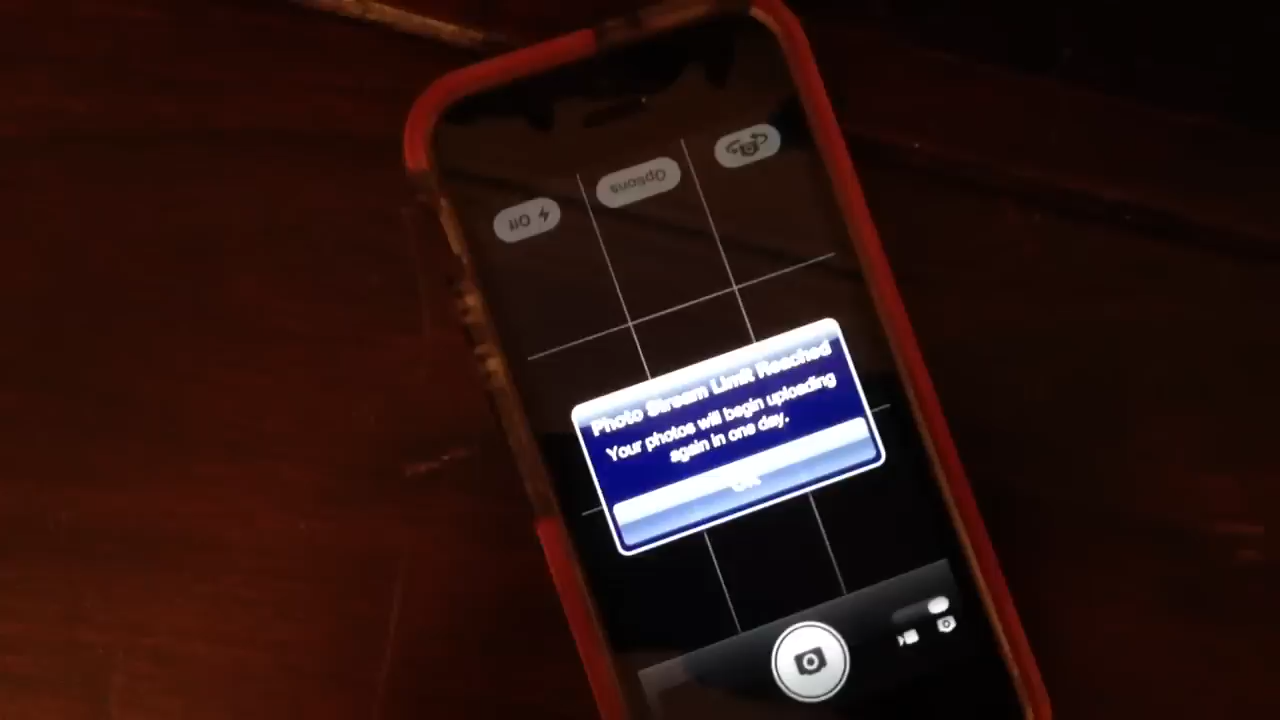 Off
Options
Photo Stream Limit Reached
Your photos will begin uploading
again in one day.
OK